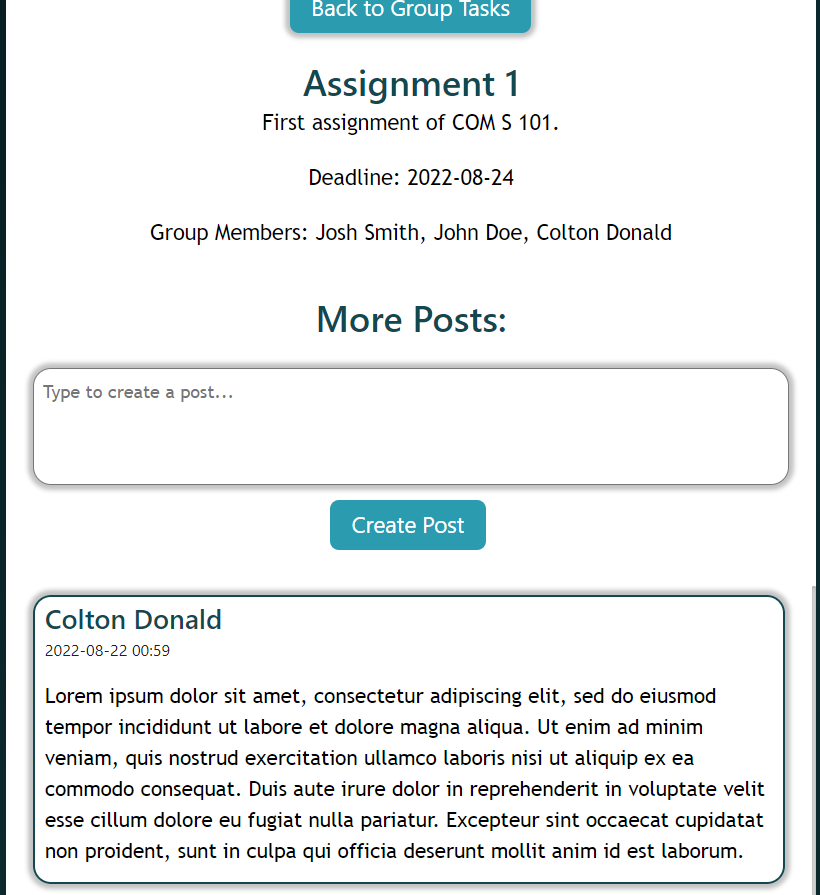 Back to Group Tasks
Assignment 1
First assignment of COM S 101.
Deadline: 2022-08-24
Group Members: Josh Smith, John Doe, Colton Donald
More Posts:
Type to create a post...
Create Post
Colton Donald
2022-08-22 00:59
Lorem ipsum dolor sit amet, consectetur adipiscing elit, sed do eiusmod
tempor incididunt ut labore et dolore magna aliqua. Ut enim ad minim
veniam, quis nostrud exercitation ullamco laboris nisi ut aliquip ex ea
commodo consequat. Duis aute irure dolor in reprehenderit in voluptate velit
esse cillum dolore eu fugiat nulla pariatur. Excepteur sint occaecat cupidatat
non proident, sunt in culpa qui officia deserunt mollit anim id est laborum.